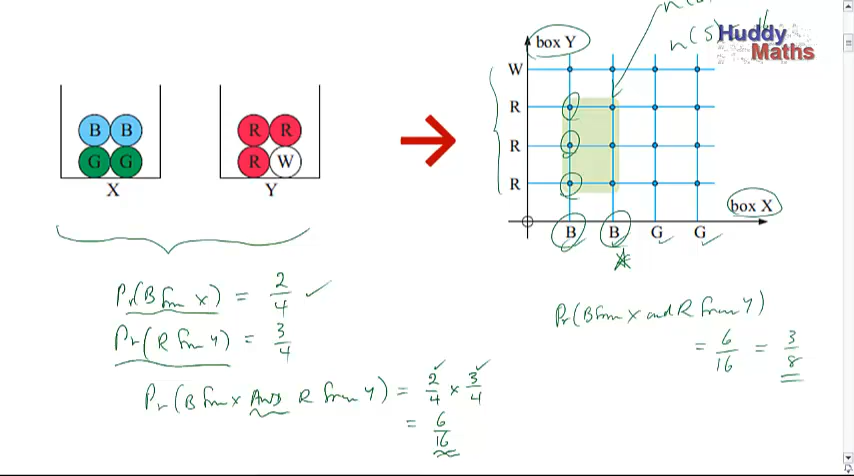 n(
n(S) = 16
Huddy
Maths
box Y
W
R
R
R
B B G G
box X
B B
G G
X
R R
R W
Y
Pr(B from X) = 2/4 ✓
Pr(R from Y) = 3/4
Pr(B from X AND R from Y) = 2/4 × 3/4
= 6/16
Pr(B from X and R from Y)
= 6/16 = 3/8